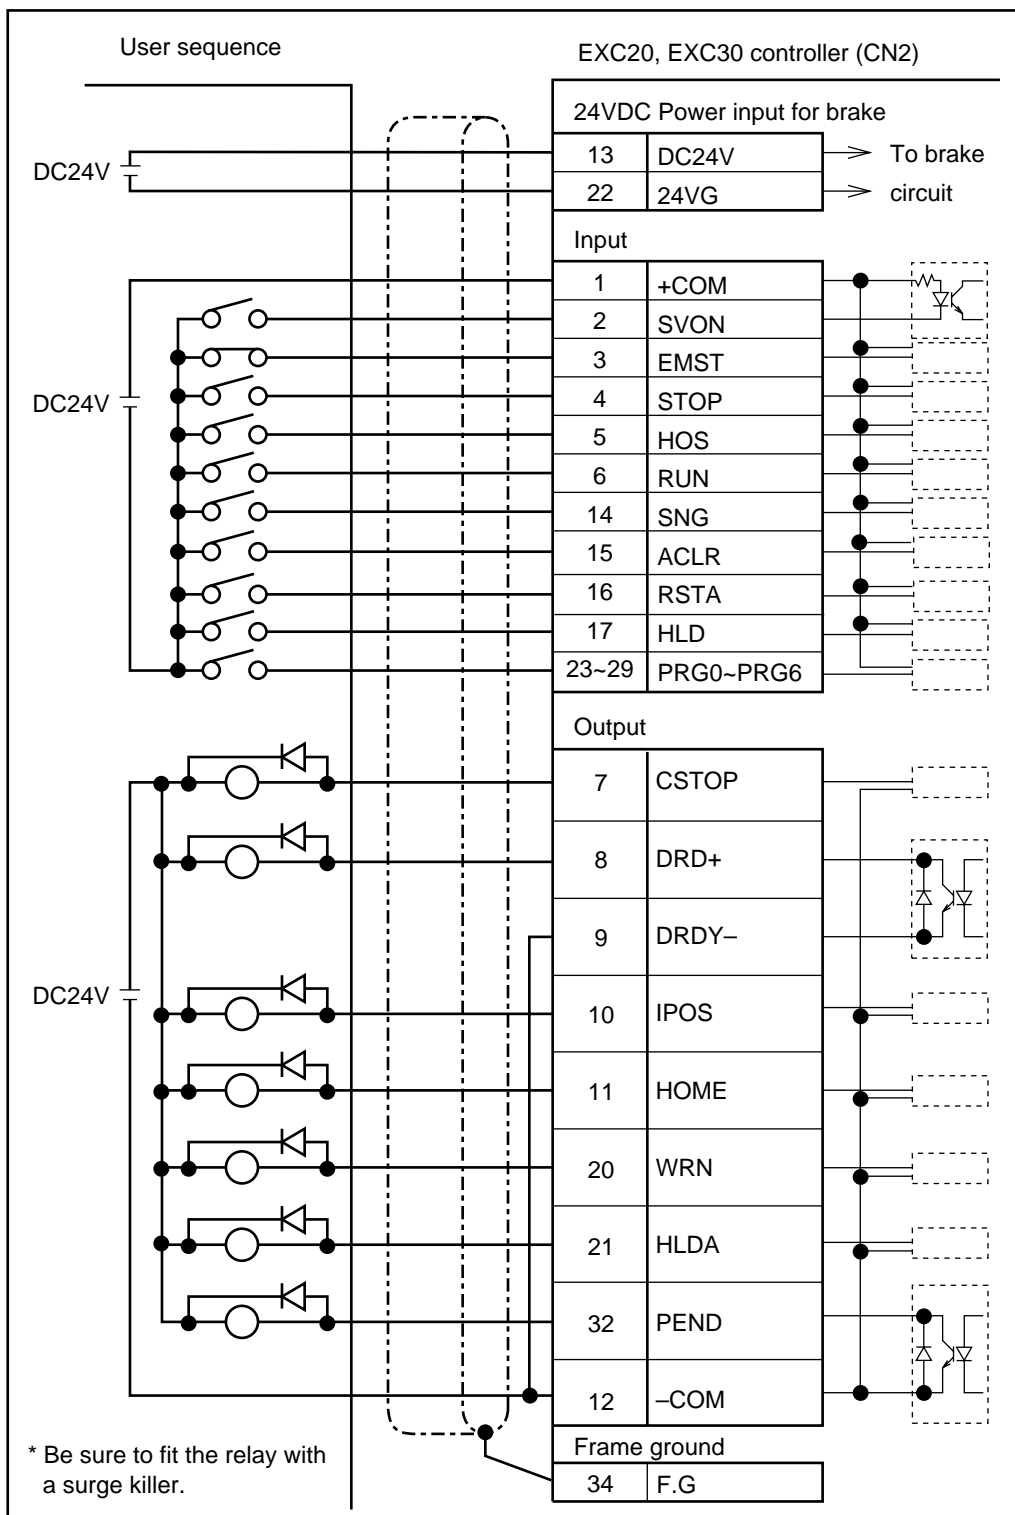 User sequence
EXC20, EXC30 controller (CN2)
24VDC Power input for brake
DC24V
13 DC24V To brake
22 24VG circuit
Input
1 +COM
2 SVON
3 EMST
DC24V
4 STOP
5 HOS
6 RUN
14 SNG
15 ACLR
16 RSTA
17 HLD
23~29 PRG0~PRG6
Output
7 CSTOP
8 DRD+
9 DRDY–
DC24V
10 IPOS
11 HOME
20 WRN
21 HLDA
32 PEND
12 –COM
* Be sure to fit the relay with
a surge killer.
Frame ground
34 F.G